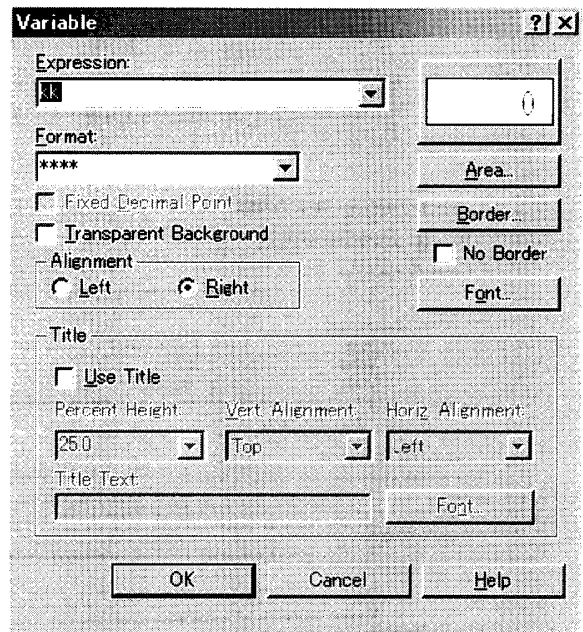 Variable
Expression:
kk
0
Format:
****
Area...
Fixed Decimal Point
Border...
Transparent Background
No Border
Alignment
Left Right
Font...
Title
Use Title
Percent Height: Vert. Alignment: Horiz. Alignment:
25.0 Top Left
Title Text:
Font...
OK Cancel Help